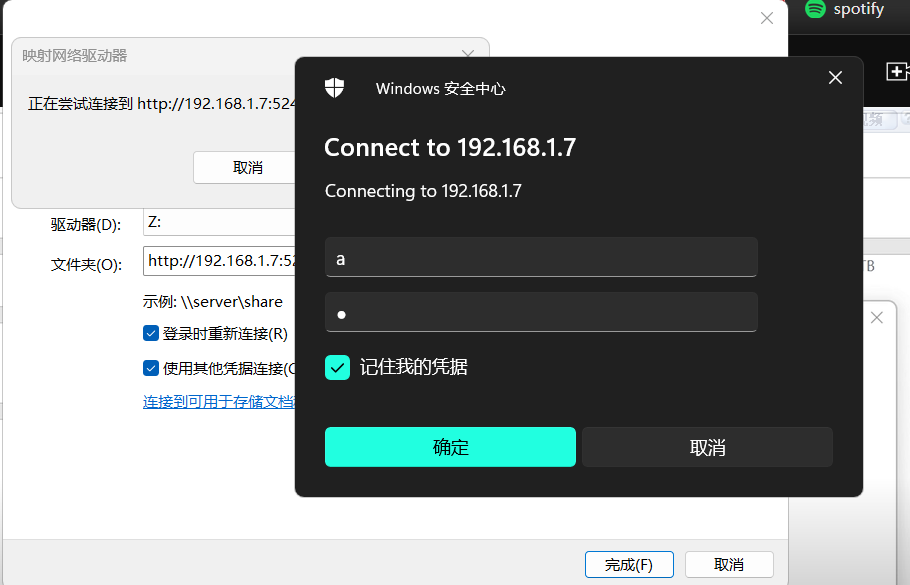 spotify
映射网络驱动器
正在尝试连接到 http://192.168.1.7:524
取消
Windows 安全中心
Connect to 192.168.1.7
Connecting to 192.168.1.7
a
记住我的凭据
确定
取消
驱动器(D):
Z:
文件夹(O):
http://192.168.1.7:52
示例: \\server\share
登录时重新连接(R)
使用其他凭据连接(C
连接到可用于存储文档
完成(F)
取消
视频
TB